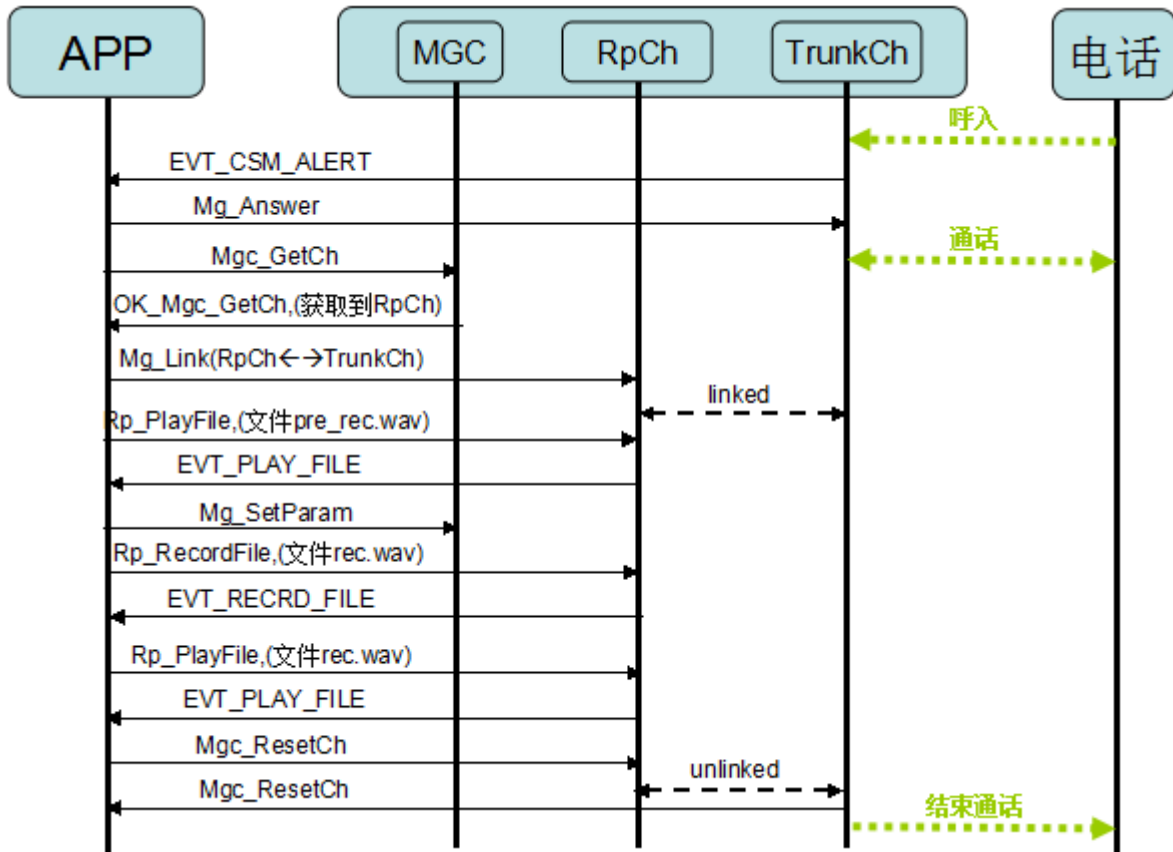 APP
MGC
RpCh
TrunkCh
电话
呼入
EVT_CSM_ALERT
Mg_Answer
通话
Mgc_GetCh
OK_Mgc_GetCh,(获取到RpCh)
Mg_Link(RpCh←→TrunkCh)
linked
Rp_PlayFile,(文件pre_rec.wav)
EVT_PLAY_FILE
Mg_SetParam
Rp_RecordFile,(文件rec.wav)
EVT_RECRD_FILE
Rp_PlayFile,(文件rec.wav)
EVT_PLAY_FILE
Mgc_ResetCh
unlinked
Mgc_ResetCh
结束通话